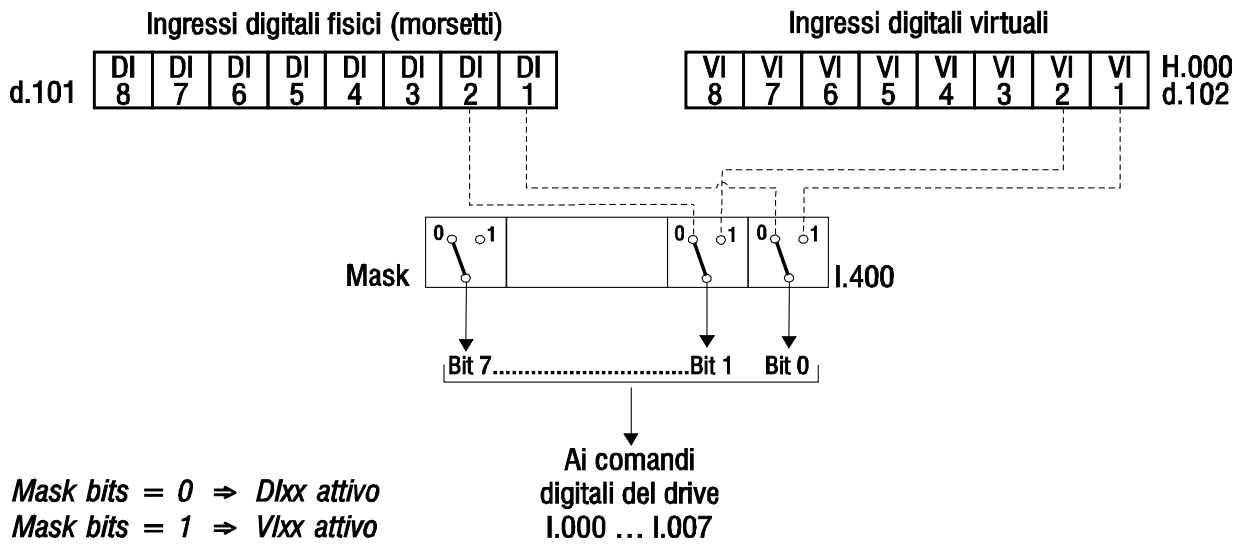 Ingressi digitali fisici (morsetti)
Ingressi digitali virtuali
d.101
DI 8 DI 7 DI 6 DI 5 DI 4 DI 3 DI 2 DI 1
VI 8 VI 7 VI 6 VI 5 VI 4 VI 3 VI 2 VI 1
H.000
d.102
0 1
0 1
0 1
Mask
I.400
Bit 7..............................Bit 1 Bit 0
Ai comandi
digitali del drive
I.000 ... I.007
Mask bits = 0 ⇒ DIxx attivo
Mask bits = 1 ⇒ VIxx attivo